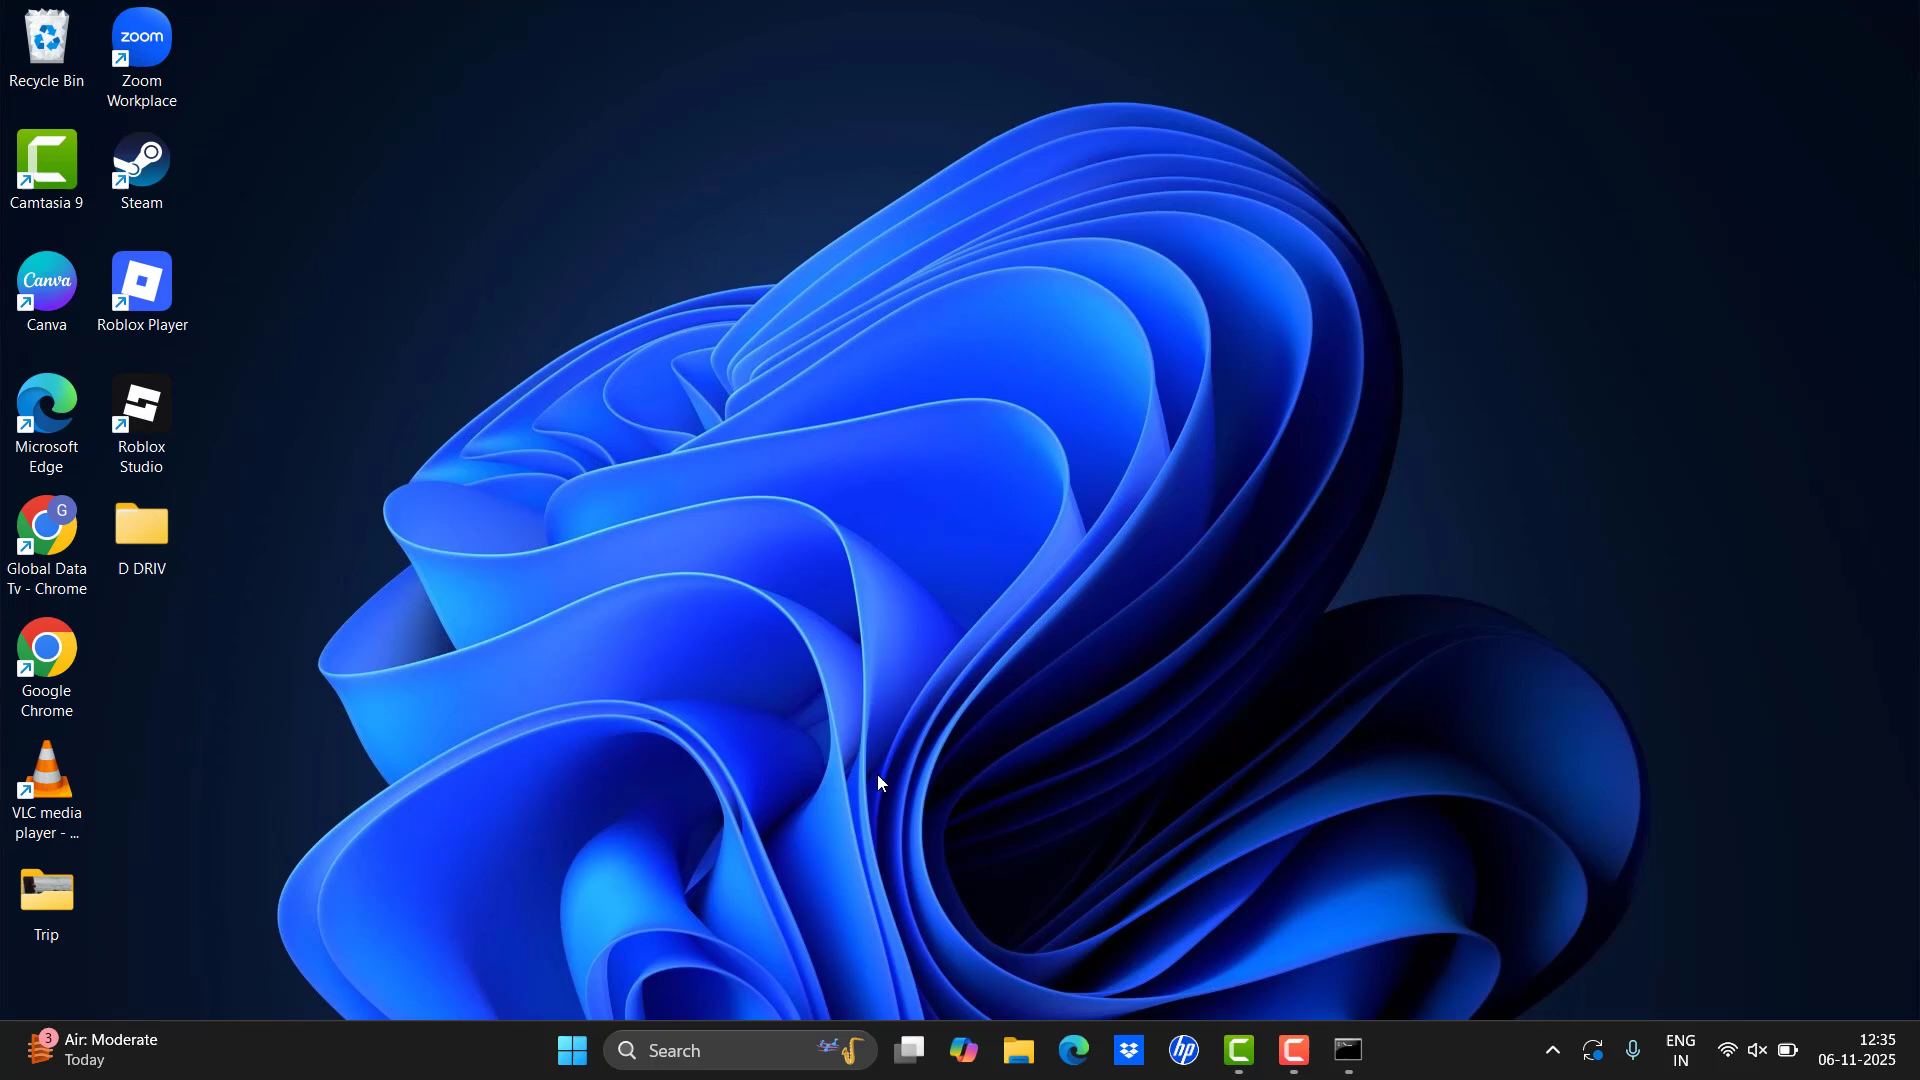 Recycle Bin
zoom
Zoom
Workplace
Camtasia 9
Steam
Canva
Canva
Roblox Player
Microsoft
Edge
Roblox
Studio
G
Global Data
Tv - Chrome
D DRIV
Google
Chrome
VLC media
player - ...
Trip
3
Air: Moderate
Today
Search
hp
ENG
IN
12:35
06-11-2025